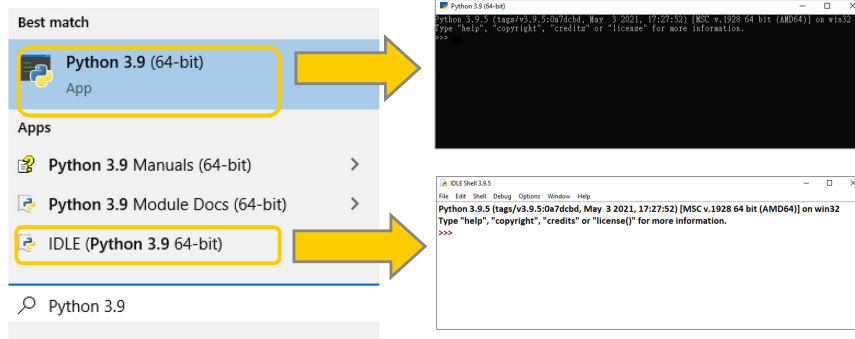 Best match
Python 3.9 (64-bit)
App
Apps
Python 3.9 Manuals (64-bit)
Python 3.9 Module Docs (64-bit)
IDLE (Python 3.9 64-bit)
Python 3.9
Python 3.9 (64-bit)
Python 3.9.5 (tags/v3.9.5:0a7dcbd, May  3 2021, 17:27:52) [MSC v.1928 64 bit (AMD64)] on win32
Type "help", "copyright", "credits" or "license" for more information.
>>>
IDLE Shell 3.9.5
File Edit Shell Debug Options Window Help
Python 3.9.5 (tags/v3.9.5:0a7dcbd, May  3 2021, 17:27:52) [MSC v.1928 64 bit (AMD64)] on win32
Type "help", "copyright", "credits" or "license()" for more information.
>>>